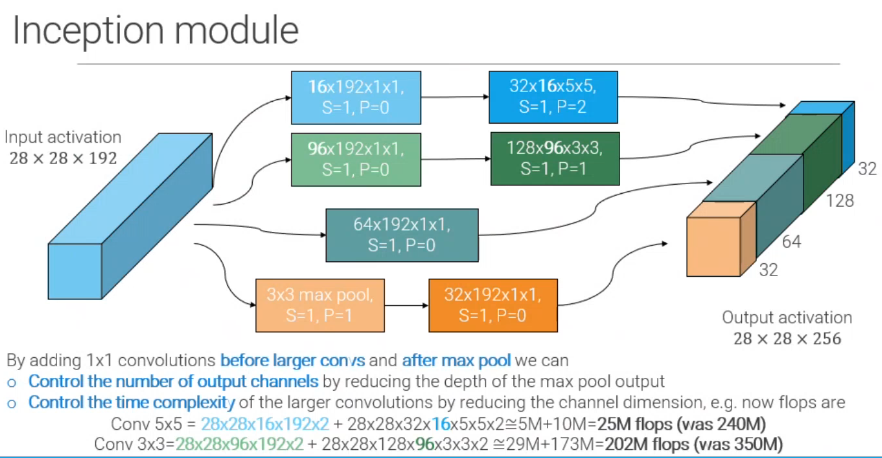 Inception module
Input activation
28 × 28 × 192
16x192x1x1,
S=1, P=0
32x16x5x5,
S=1, P=2
96x192x1x1,
S=1, P=0
128x96x3x3,
S=1, P=1
64x192x1x1,
S=1, P=0
3x3 max pool,
S=1, P=1
32x192x1x1,
S=1, P=0
32
128
64
32
Output activation
28 × 28 × 256
By adding 1x1 convolutions before larger convs and after max pool we can
o Control the number of output channels by reducing the depth of the max pool output
o Control the time complexity of the larger convolutions by reducing the channel dimension, e.g. now flops are
Conv 5x5 = 28x28x16x192x2 + 28x28x32x16x5x5x2≅5M+10M=25M flops (was 240M)
Conv 3x3=28x28x96x192x2 + 28x28x128x96x3x3x2 ≅29M+173M=202M flops (was 350M)